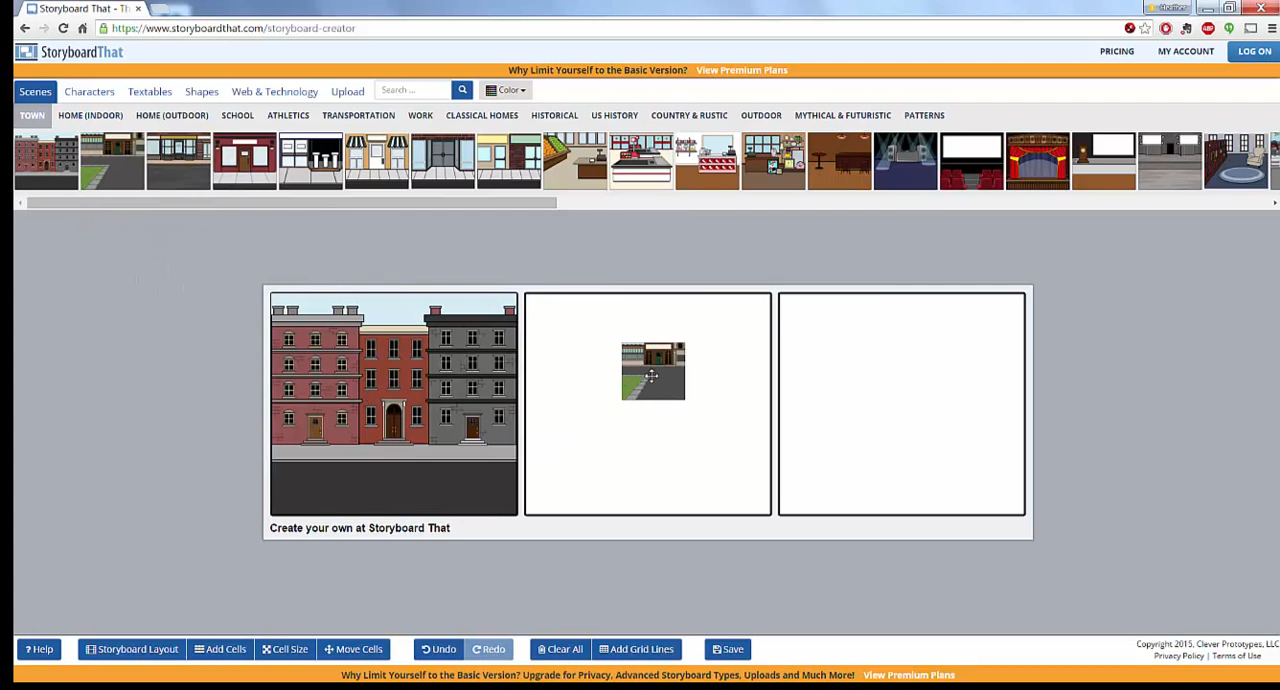 StoryboardThat - Th
Heather
https://www.storyboardthat.com/storyboard-creator
StoryboardThat
PRICING MY ACCOUNT LOG ON
Why Limit Yourself to the Basic Version? View Premium Plans
Scenes Characters Textables Shapes Web & Technology Upload Search ... Color
TOWN HOME (INDOOR) HOME (OUTDOOR) SCHOOL ATHLETICS TRANSPORTATION WORK CLASSICAL HOMES HISTORICAL US HISTORY COUNTRY & RUSTIC OUTDOOR MYTHICAL & FUTURISTIC PATTERNS
Create your own at Storyboard That
? Help Storyboard Layout Add Cells Cell Size Move Cells Undo Redo Clear All Add Grid Lines Save
Copyright 2015, Clever Prototypes, LLC
Privacy Policy | Terms of Use
Why Limit Yourself to the Basic Version? Upgrade for Privacy, Advanced Storyboard Types, Uploads and Much More! View Premium Plans